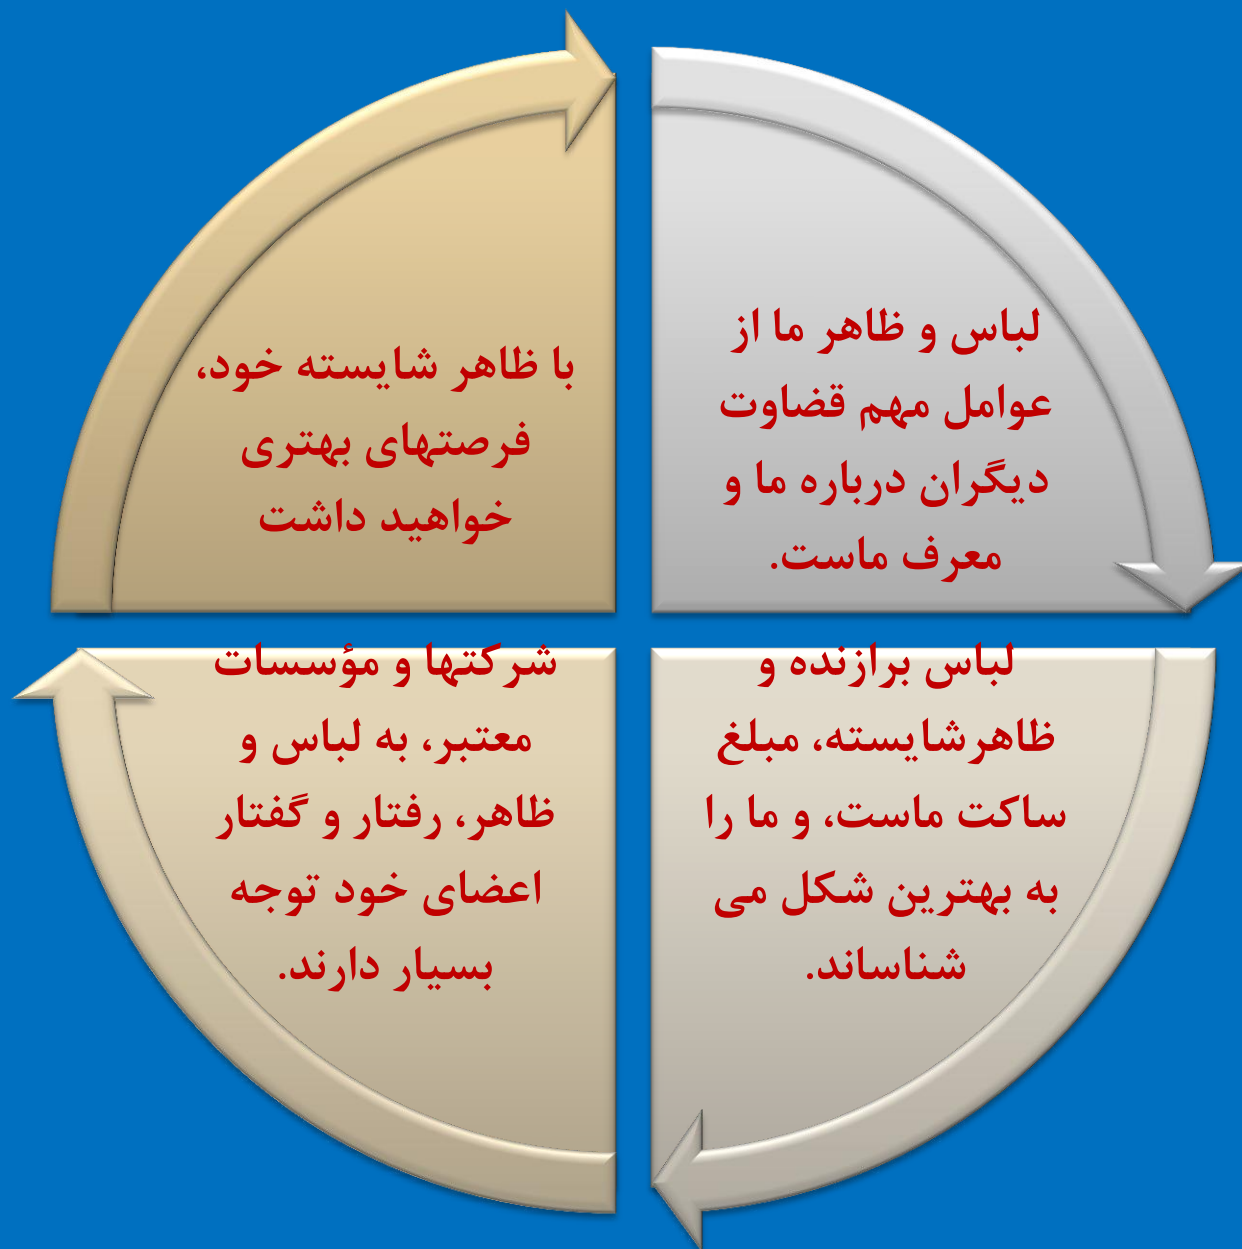 لباس و ظاهر ما از
عوامل مهم قضاوت
دیگران درباره ما و
معرف ماست.
لباس برازنده و
ظاهرشایسته، مبلغ
ساکت ماست، و ما را
به بهترین شکل می
شناساند.
شرکتها و مؤسسات
معتبر، به لباس و
ظاهر، رفتار و گفتار
اعضای خود توجه
بسیار دارند.
با ظاهر شایسته خود،
فرصتهای بهتری
خواهید داشت